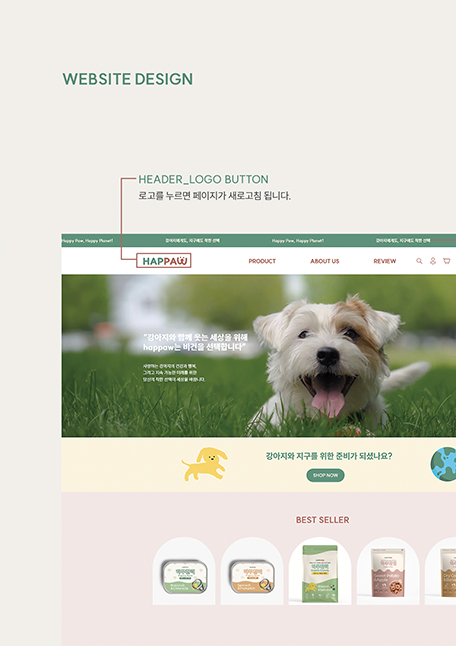 WEBSITE DESIGN
HEADER_LOGO BUTTON
로고를 누르면 페이지가 새로고침 됩니다.
Happy Paw, Happy Planet!
강아지에게도, 지구에도 착한 선택
Happy Paw, Happy Planet!
강아지에게도, 지구에도 착한 선택
HAPPAW
PRODUCT
ABOUT US
REVIEW
“강아지와 함께 웃는 세상을 위해
happaw는 비건을 선택합니다”
사랑하는 강아지의 건강과 행복,
그리고 지속 가능한 미래를 위한
당신의 착한 선택이 세상을 바꿉니다.
강아지와 지구를 위한 준비가 되셨나요?
SHOP NOW
BEST SELLER